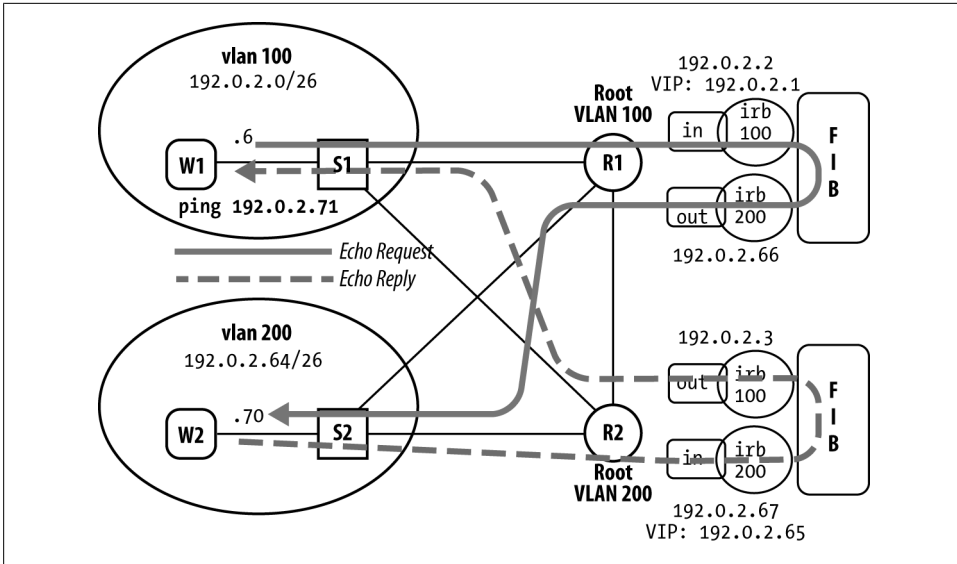 vlan 100
192.0.2.0/26
.6
W1
S1
ping 192.0.2.71
Echo Request
Echo Reply
Root
VLAN 100
R1
192.0.2.2
VIP: 192.0.2.1
in
irb
100
out
irb
200
192.0.2.66
F
I
B
vlan 200
192.0.2.64/26
.70
W2
S2
R2
Root
VLAN 200
192.0.2.3
out
irb
100
in
irb
200
192.0.2.67
VIP: 192.0.2.65
F
I
B